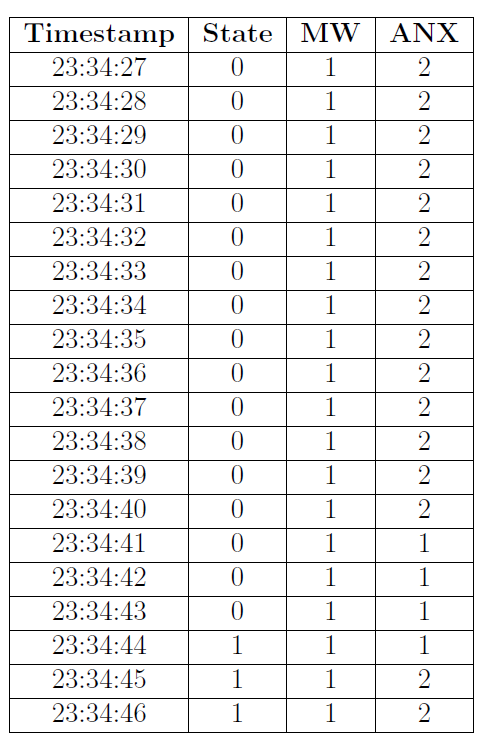 Timestamp State MW ANX
23:34:27 0 1 2
23:34:28 0 1 2
23:34:29 0 1 2
23:34:30 0 1 2
23:34:31 0 1 2
23:34:32 0 1 2
23:34:33 0 1 2
23:34:34 0 1 2
23:34:35 0 1 2
23:34:36 0 1 2
23:34:37 0 1 2
23:34:38 0 1 2
23:34:39 0 1 2
23:34:40 0 1 2
23:34:41 0 1 1
23:34:42 0 1 1
23:34:43 0 1 1
23:34:44 1 1 1
23:34:45 1 1 2
23:34:46 1 1 2